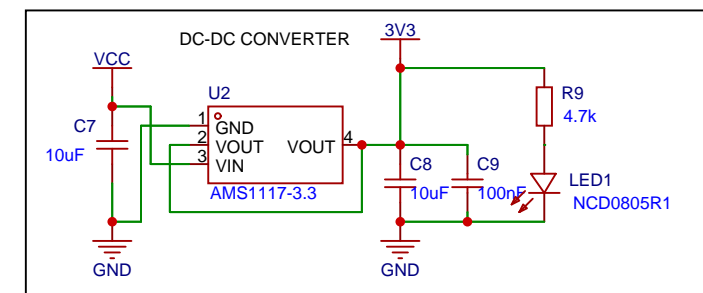 DC-DC CONVERTER
3V3
VCC
U2
R9
4.7k
C7
10uF
1
GND
2
VOUT
VOUT
4
3
VIN
AMS1117-3.3
C8
10uF
C9
100nF
LED1
NCD0805R1
GND
GND